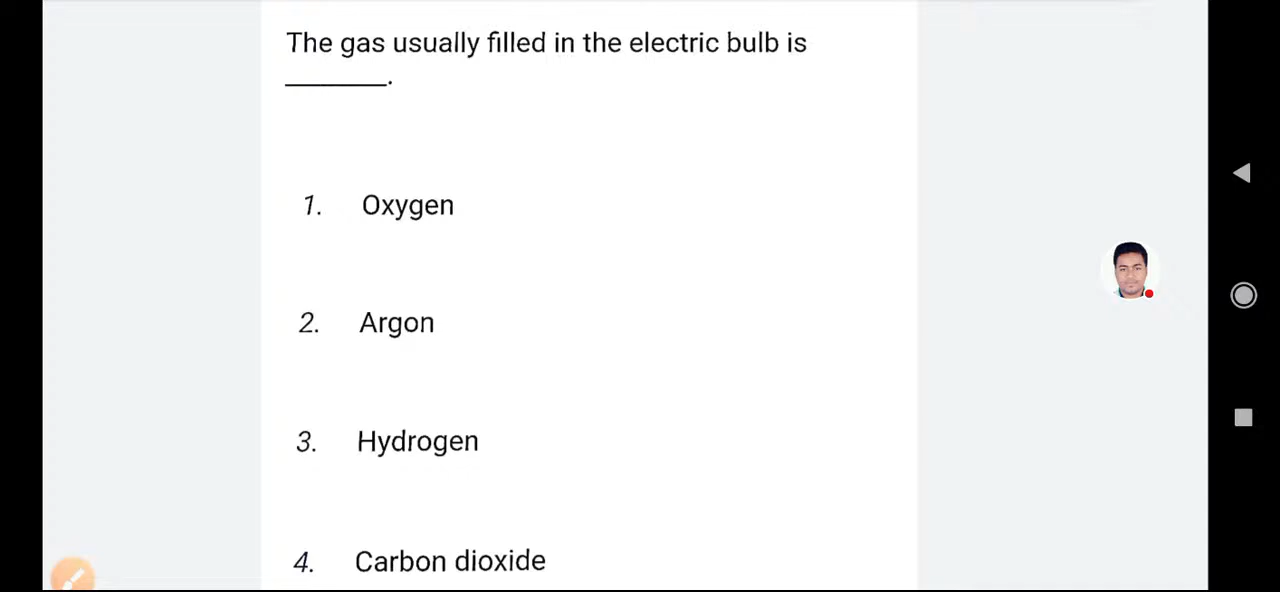 The gas usually filled in the electric bulb is
________.
1. Oxygen
2. Argon
3. Hydrogen
4. Carbon dioxide